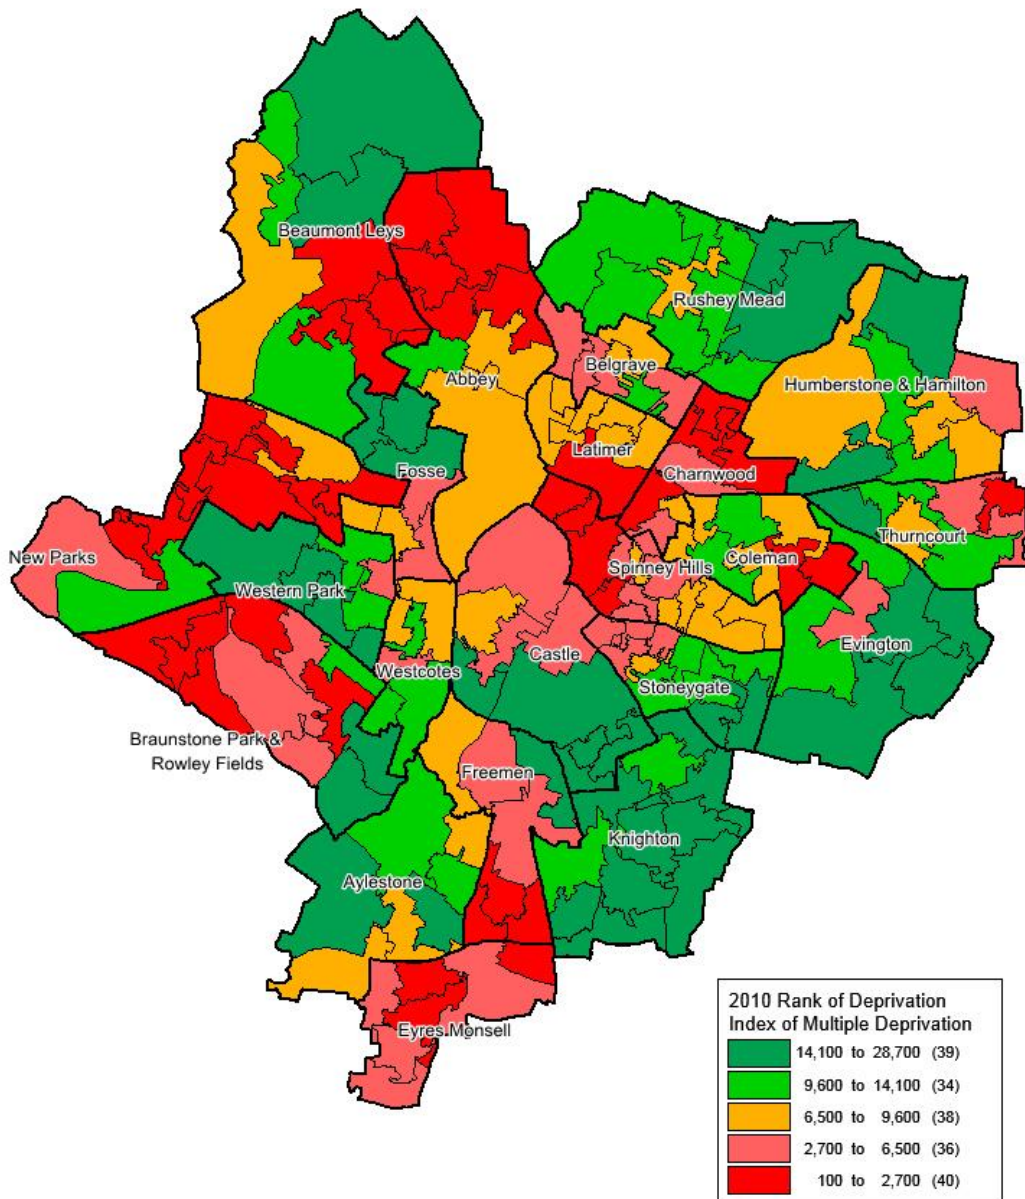 Beaumont Leys
Rushey Mead
Belgrave
Abbey
Humberstone & Hamilton
Latimer
Fosse
Charnwood
Thurncourt
New Parks
Coleman
Spinney Hills
Western Park
Evington
Castle
Westcotes
Stoneygate
Braunstone Park &
Rowley Fields
Freemen
Knighton
Aylestone
Eyres Monsell
2010 Rank of Deprivation
Index of Multiple Deprivation
14,100 to 28,700 (39)
9,600 to 14,100 (34)
6,500 to 9,600 (38)
2,700 to 6,500 (36)
100 to 2,700 (40)